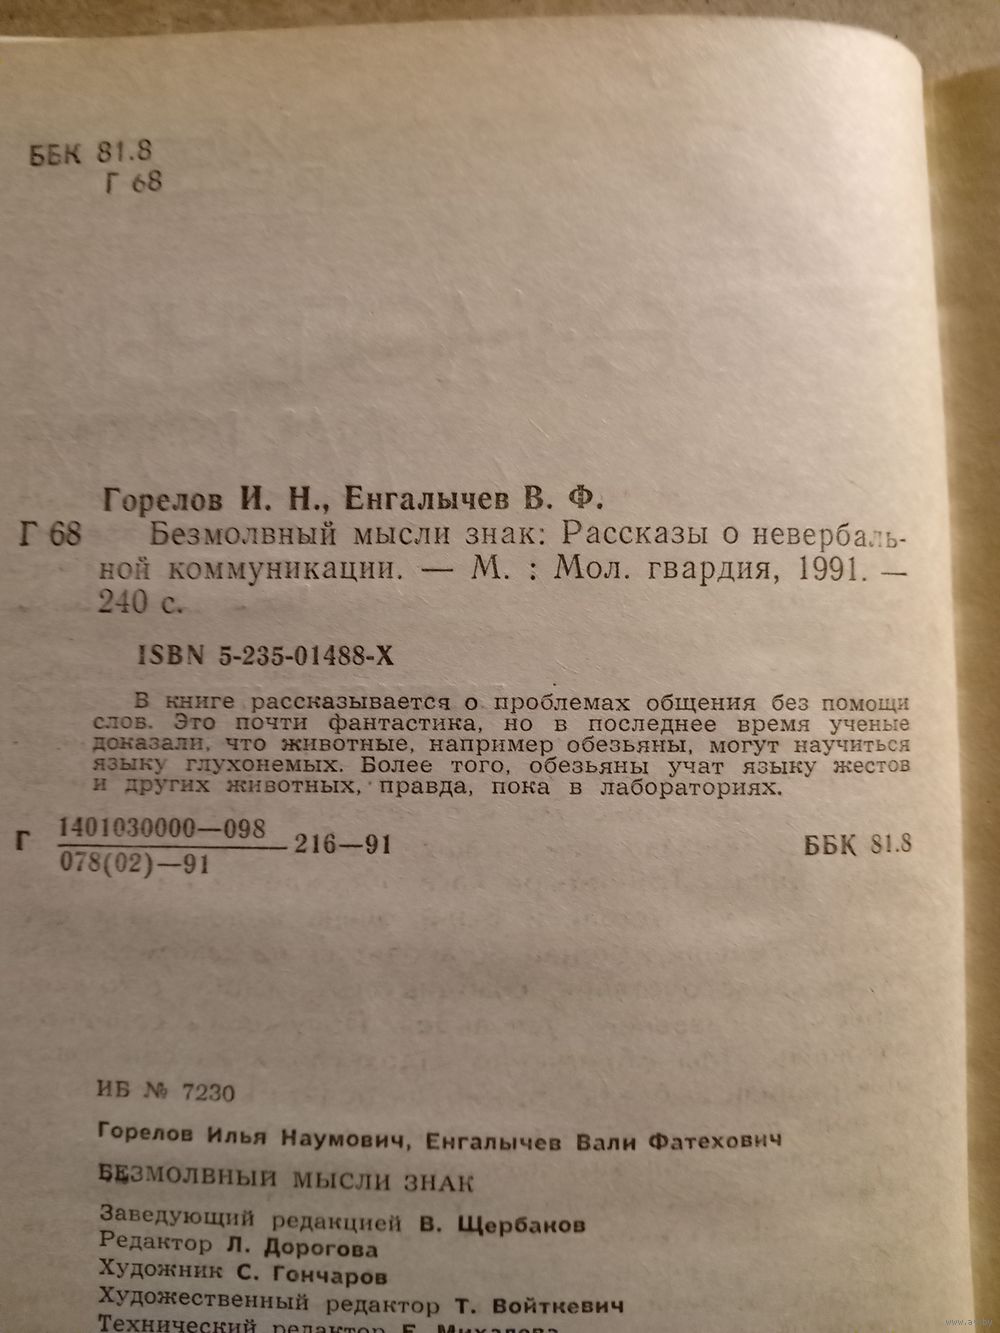 ББК 81.8
Г 68
Горелов И. Н., Енгалычев В. Ф.
Г 68 Безмолвный мысли знак: Рассказы о невербаль-
ной коммуникации. — М. : Мол. гвардия, 1991. —
240 с.
ISBN 5-235-01488-X
В книге рассказывается о проблемах общения без помощи
слов. Это почти фантастика, но в последнее время ученые
доказали, что животные, например обезьяны, могут научиться
языку глухонемых. Более того, обезьяны учат языку жестов
и других животных, правда, пока в лабораториях.
Г 1401030000—098
078(02)—91
216—91
ББК 81.8
ИБ № 7230
Горелов Илья Наумович, Енгалычев Вали Фатехович
БЕЗМОЛВНЫЙ МЫСЛИ ЗНАК
Заведующий редакцией В. Щербаков
Редактор Л. Дорогова
Художник С. Гончаров
Художественный редактор Т. Войткевич
Технический редактор Е. Михалева